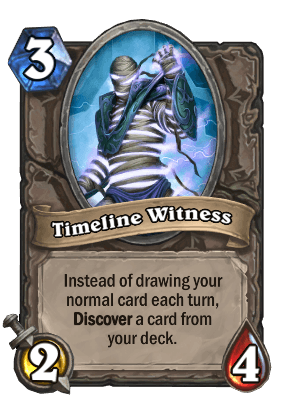 3
Timeline Witness
Instead of drawing your
normal card each turn,
Discover a card from
your deck.
2
4